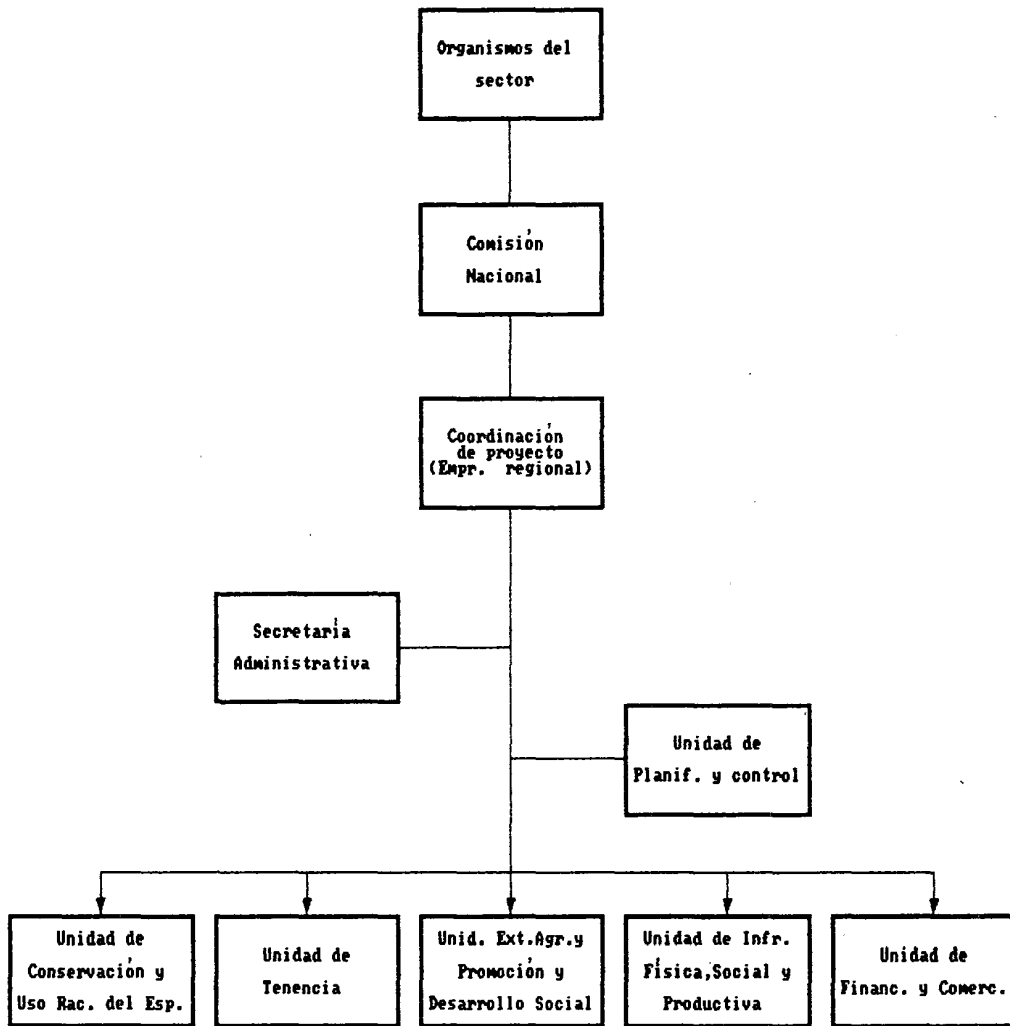 Organismos del
sector
Comisión
Nacional
Coordinación
de proyecto
(Empr. regional)
Secretaría
Administrativa
Unidad de
Planif. y control
Unidad de
Conservación y
Uso Rac. del Esp.
Unidad de
Tenencia
Unid. Ext.Agr.y
Promoción y
Desarrollo Social
Unidad de Infr.
Física,Social y
Productiva
Unidad de
Financ. y Comerc.